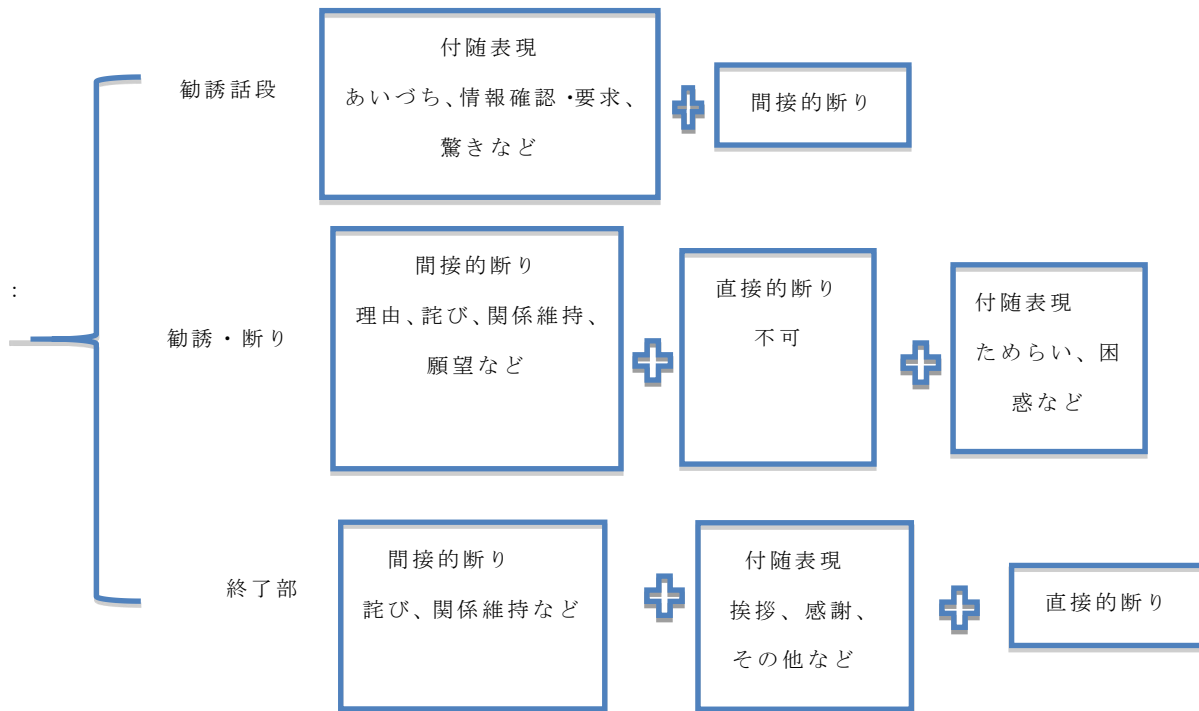 勧誘話段
付随表現
あいづち、情報確認・要求、
驚きなど
間接的断り
:
勧誘・断り
間接的断り
理由、詫び、関係維持、
願望など
直接的断り
不可
付随表現
ためらい、困
惑など
終了部
間接的断り
詫び、関係維持など
付随表現
挨拶、感謝、
その他など
直接的断り